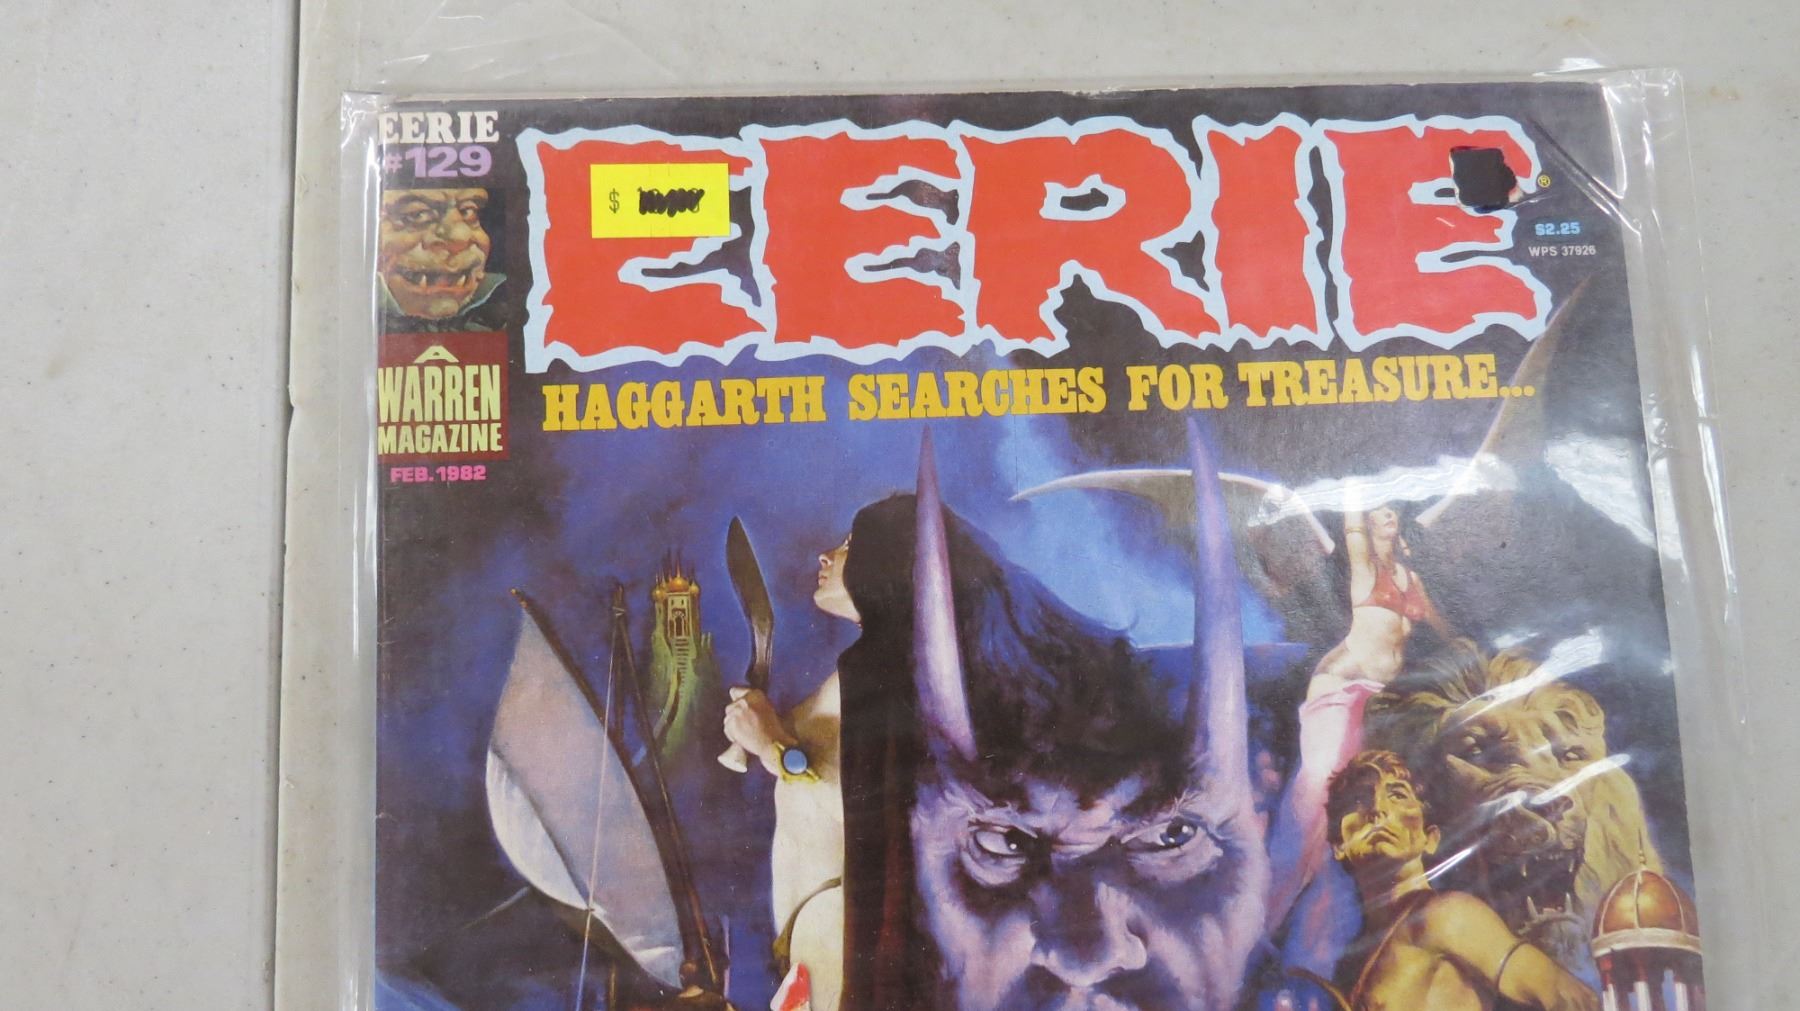 EERIE
#129
EERIE®
$
$2.25
WPS 37926
A
WARREN
MAGAZINE
HAGGARTH SEARCHES FOR TREASURE...
FEB. 1982